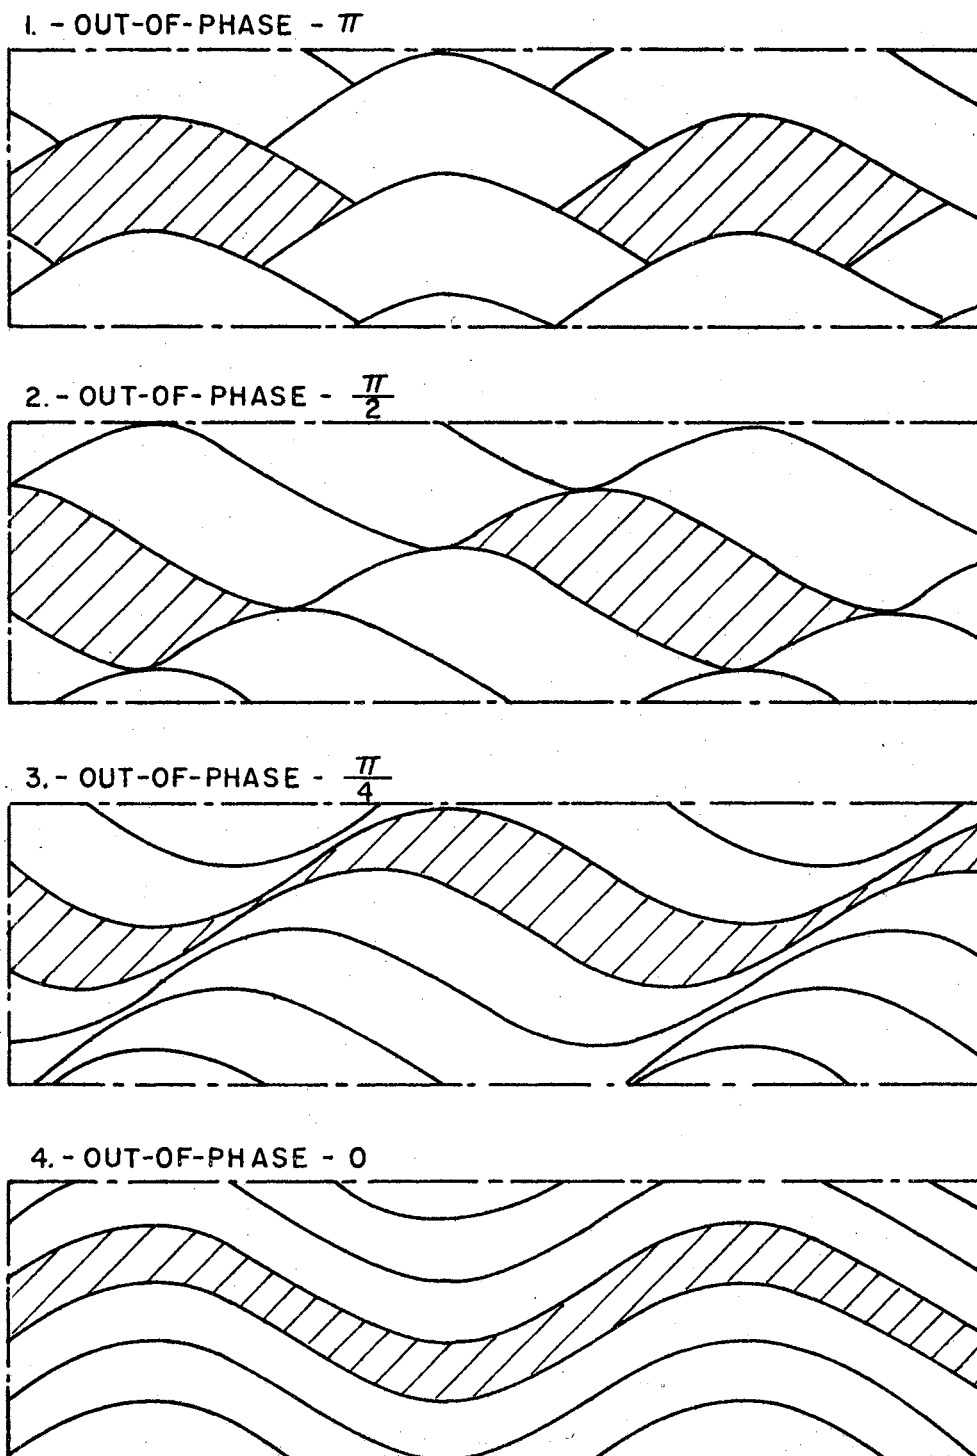 1. - OUT-OF-PHASE - π
2. - OUT-OF-PHASE - π/2
3. - OUT-OF-PHASE - π/4
4. - OUT-OF-PHASE - 0